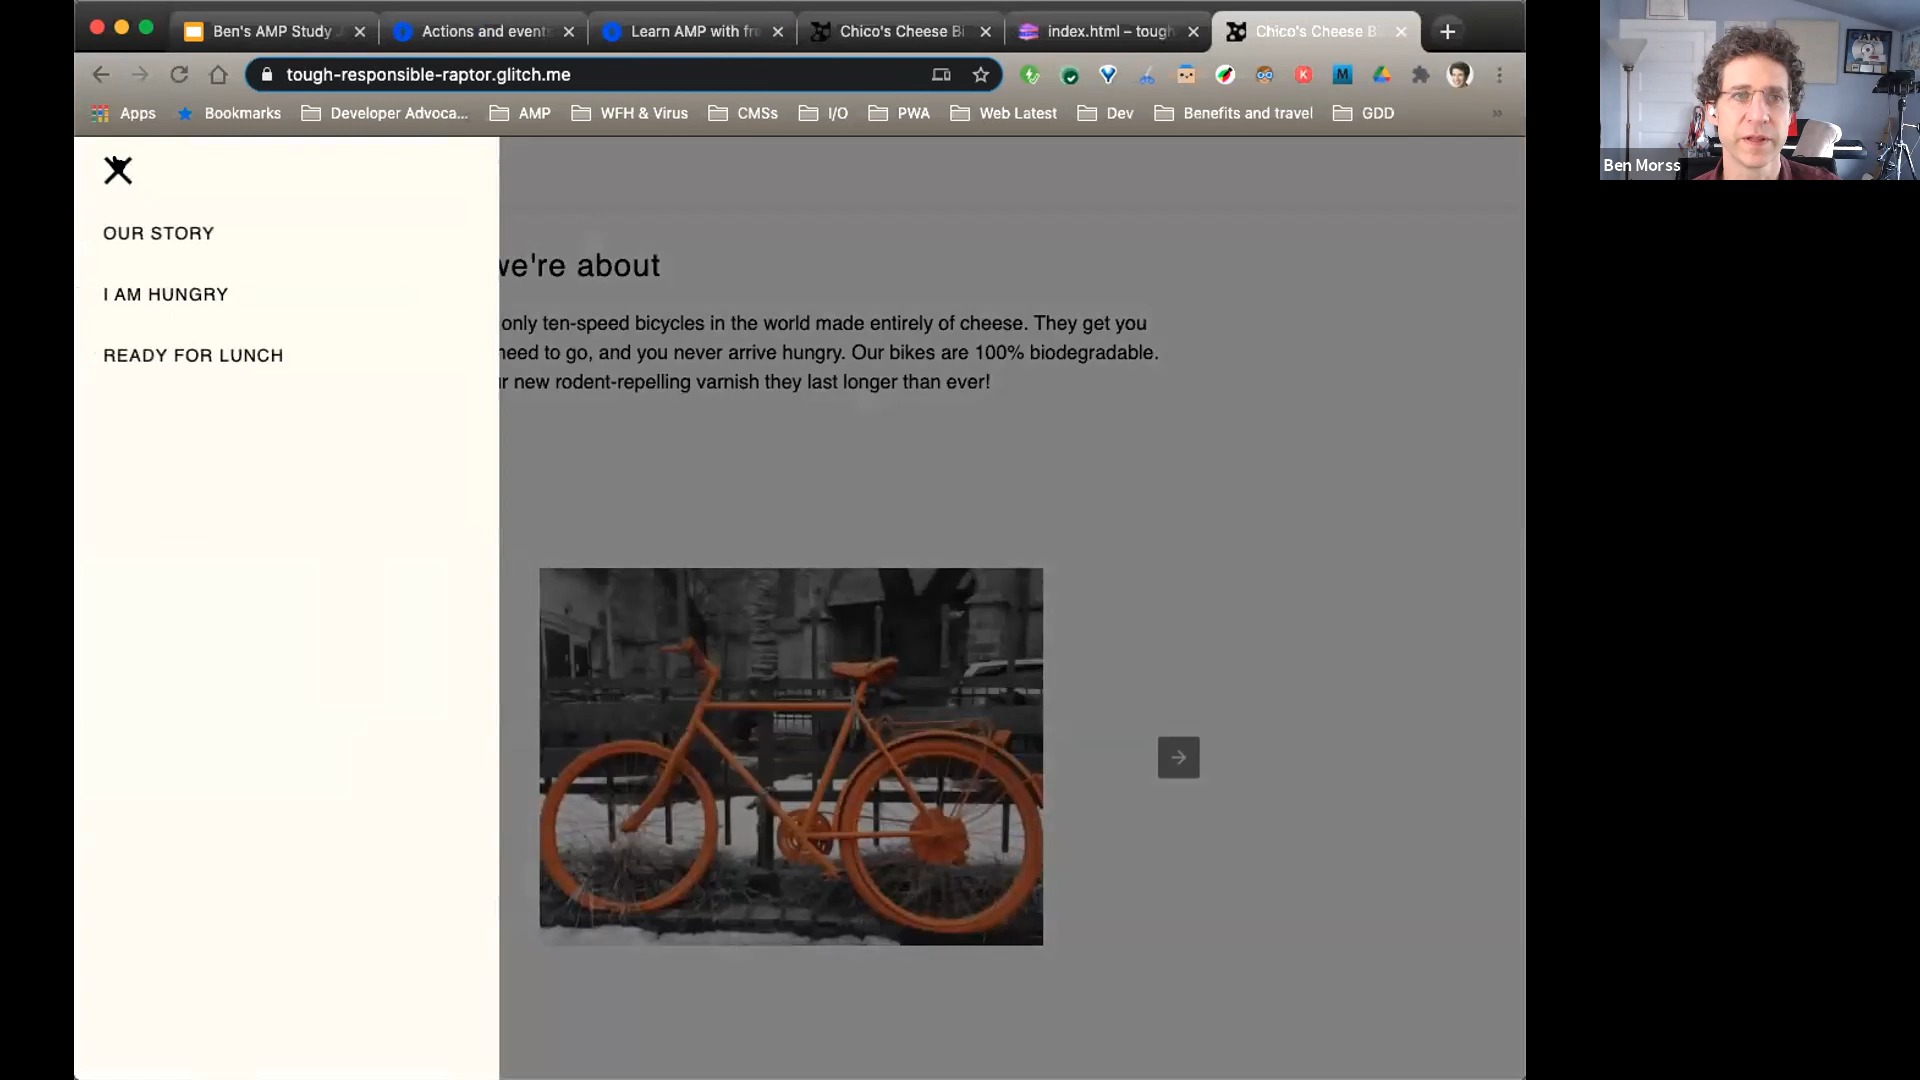 Ben's AMP Study
Actions and event
Learn AMP with fr
Chico's Cheese B
index.html – tough
Chico's Cheese B
tough-responsible-raptor.glitch.me
Apps
Bookmarks
Developer Advoca...
AMP
WFH & Virus
CMSs
I/O
PWA
Web Latest
Dev
Benefits and travel
GDD
»
Ben Morss
OUR STORY
I AM HUNGRY
READY FOR LUNCH
we're about
only ten-speed bicycles in the world made entirely of cheese. They get you
need to go, and you never arrive hungry. Our bikes are 100% biodegradable.
r new rodent-repelling varnish they last longer than ever!